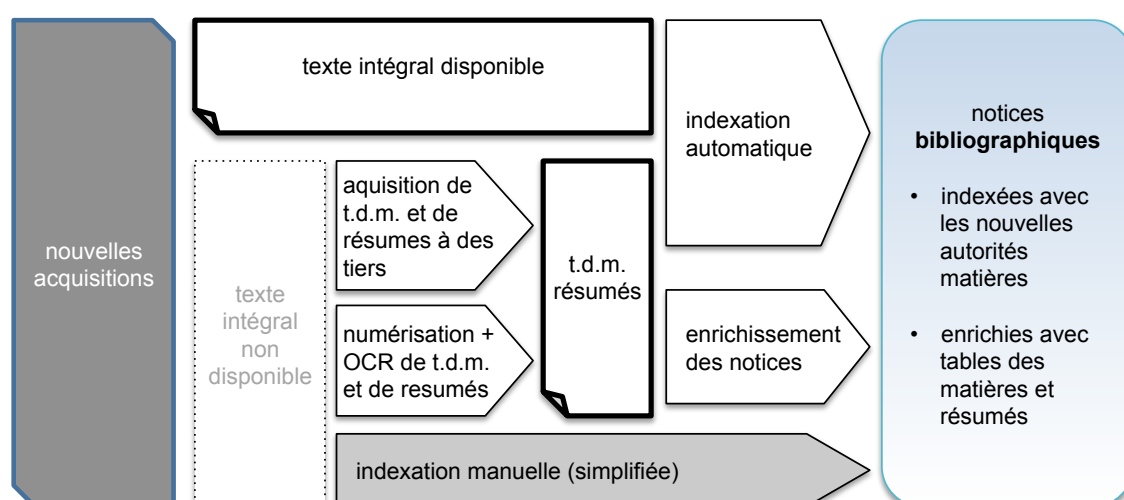 nouvelles
acquisitions
texte intégral disponible
texte
intégral
non
disponible
aquisition de
t.d.m. et de
résumes à des
tiers
numérisation +
OCR de t.d.m.
et de resumés
t.d.m.
résumés
indexation
automatique
enrichissement
des notices
indexation manuelle (simplifiée)
notices
bibliographiques
• indexées avec
les nouvelles
autorités
matières
• enrichies avec
tables des
matières et
résumés